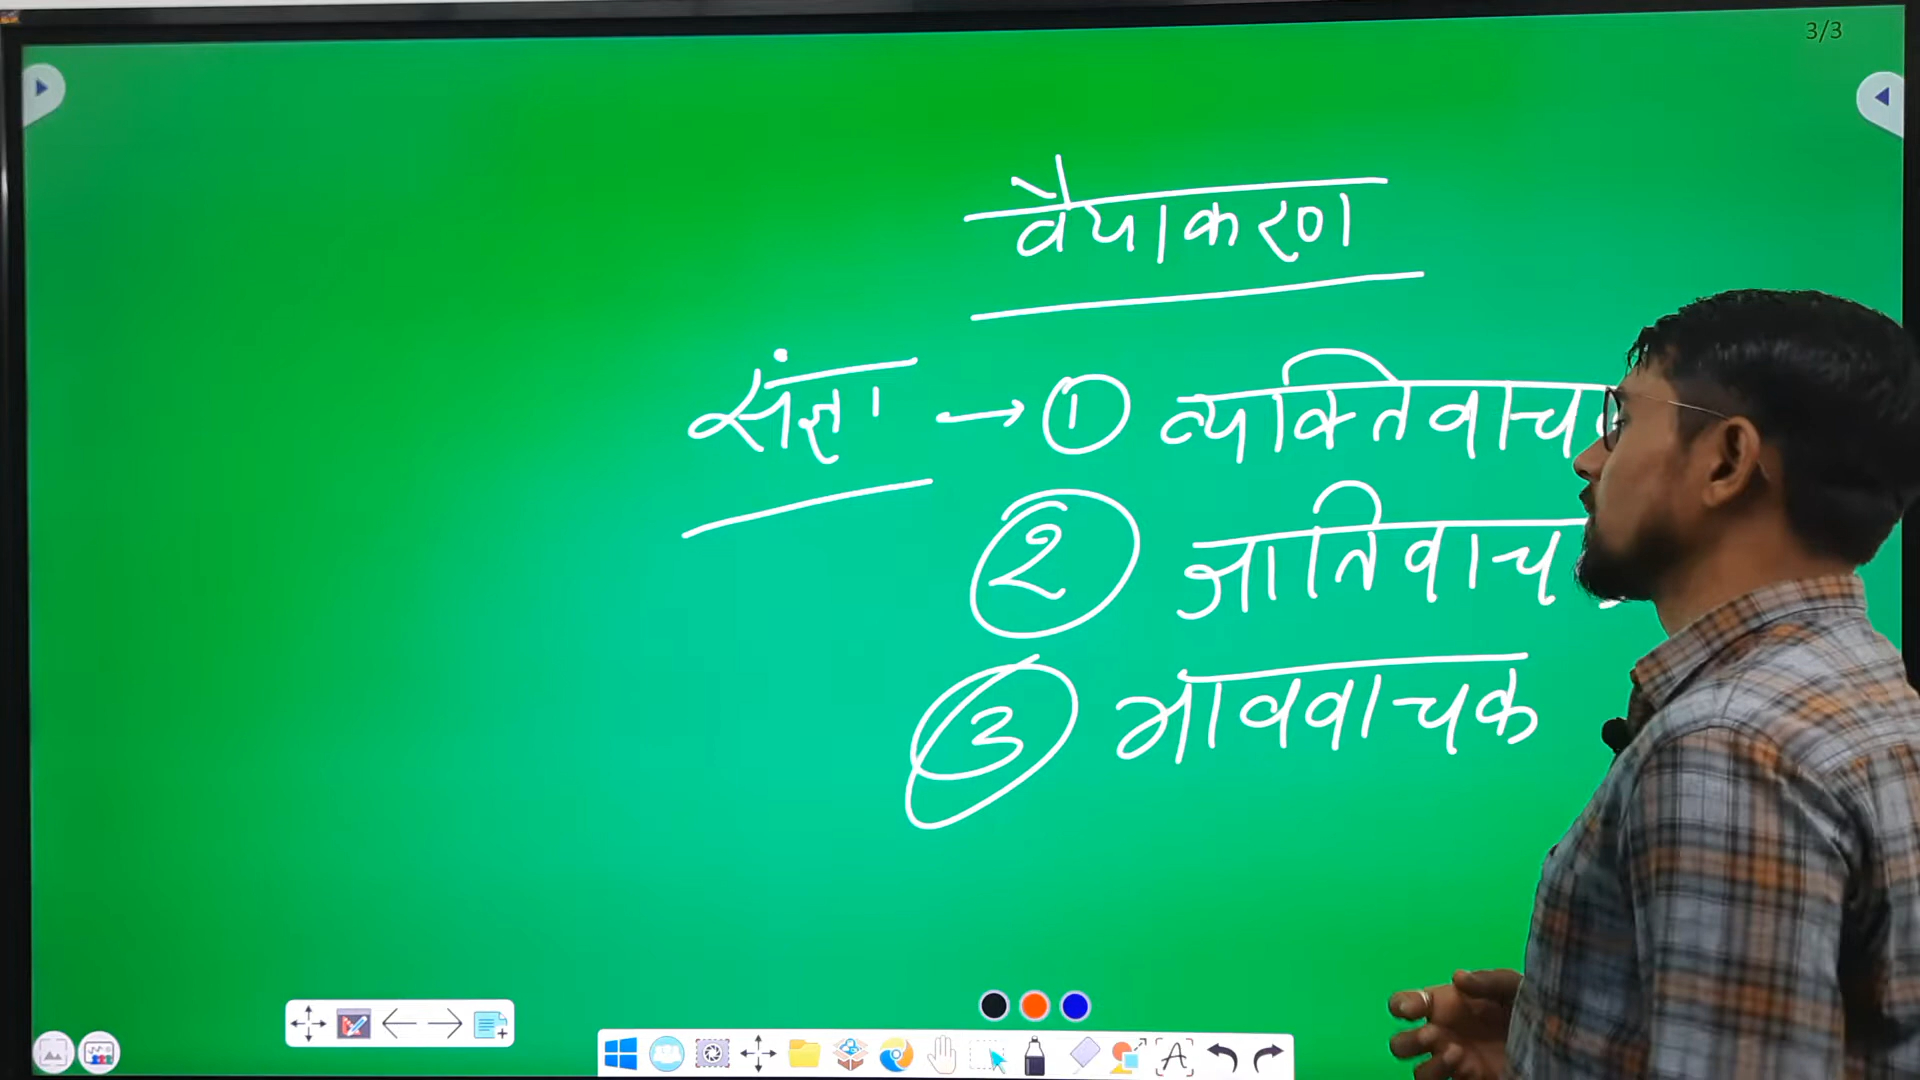 3/3
वैयाकरण
संज्ञा → ① व्यक्तिवाच
② जातिवाच
③ भाववाचक